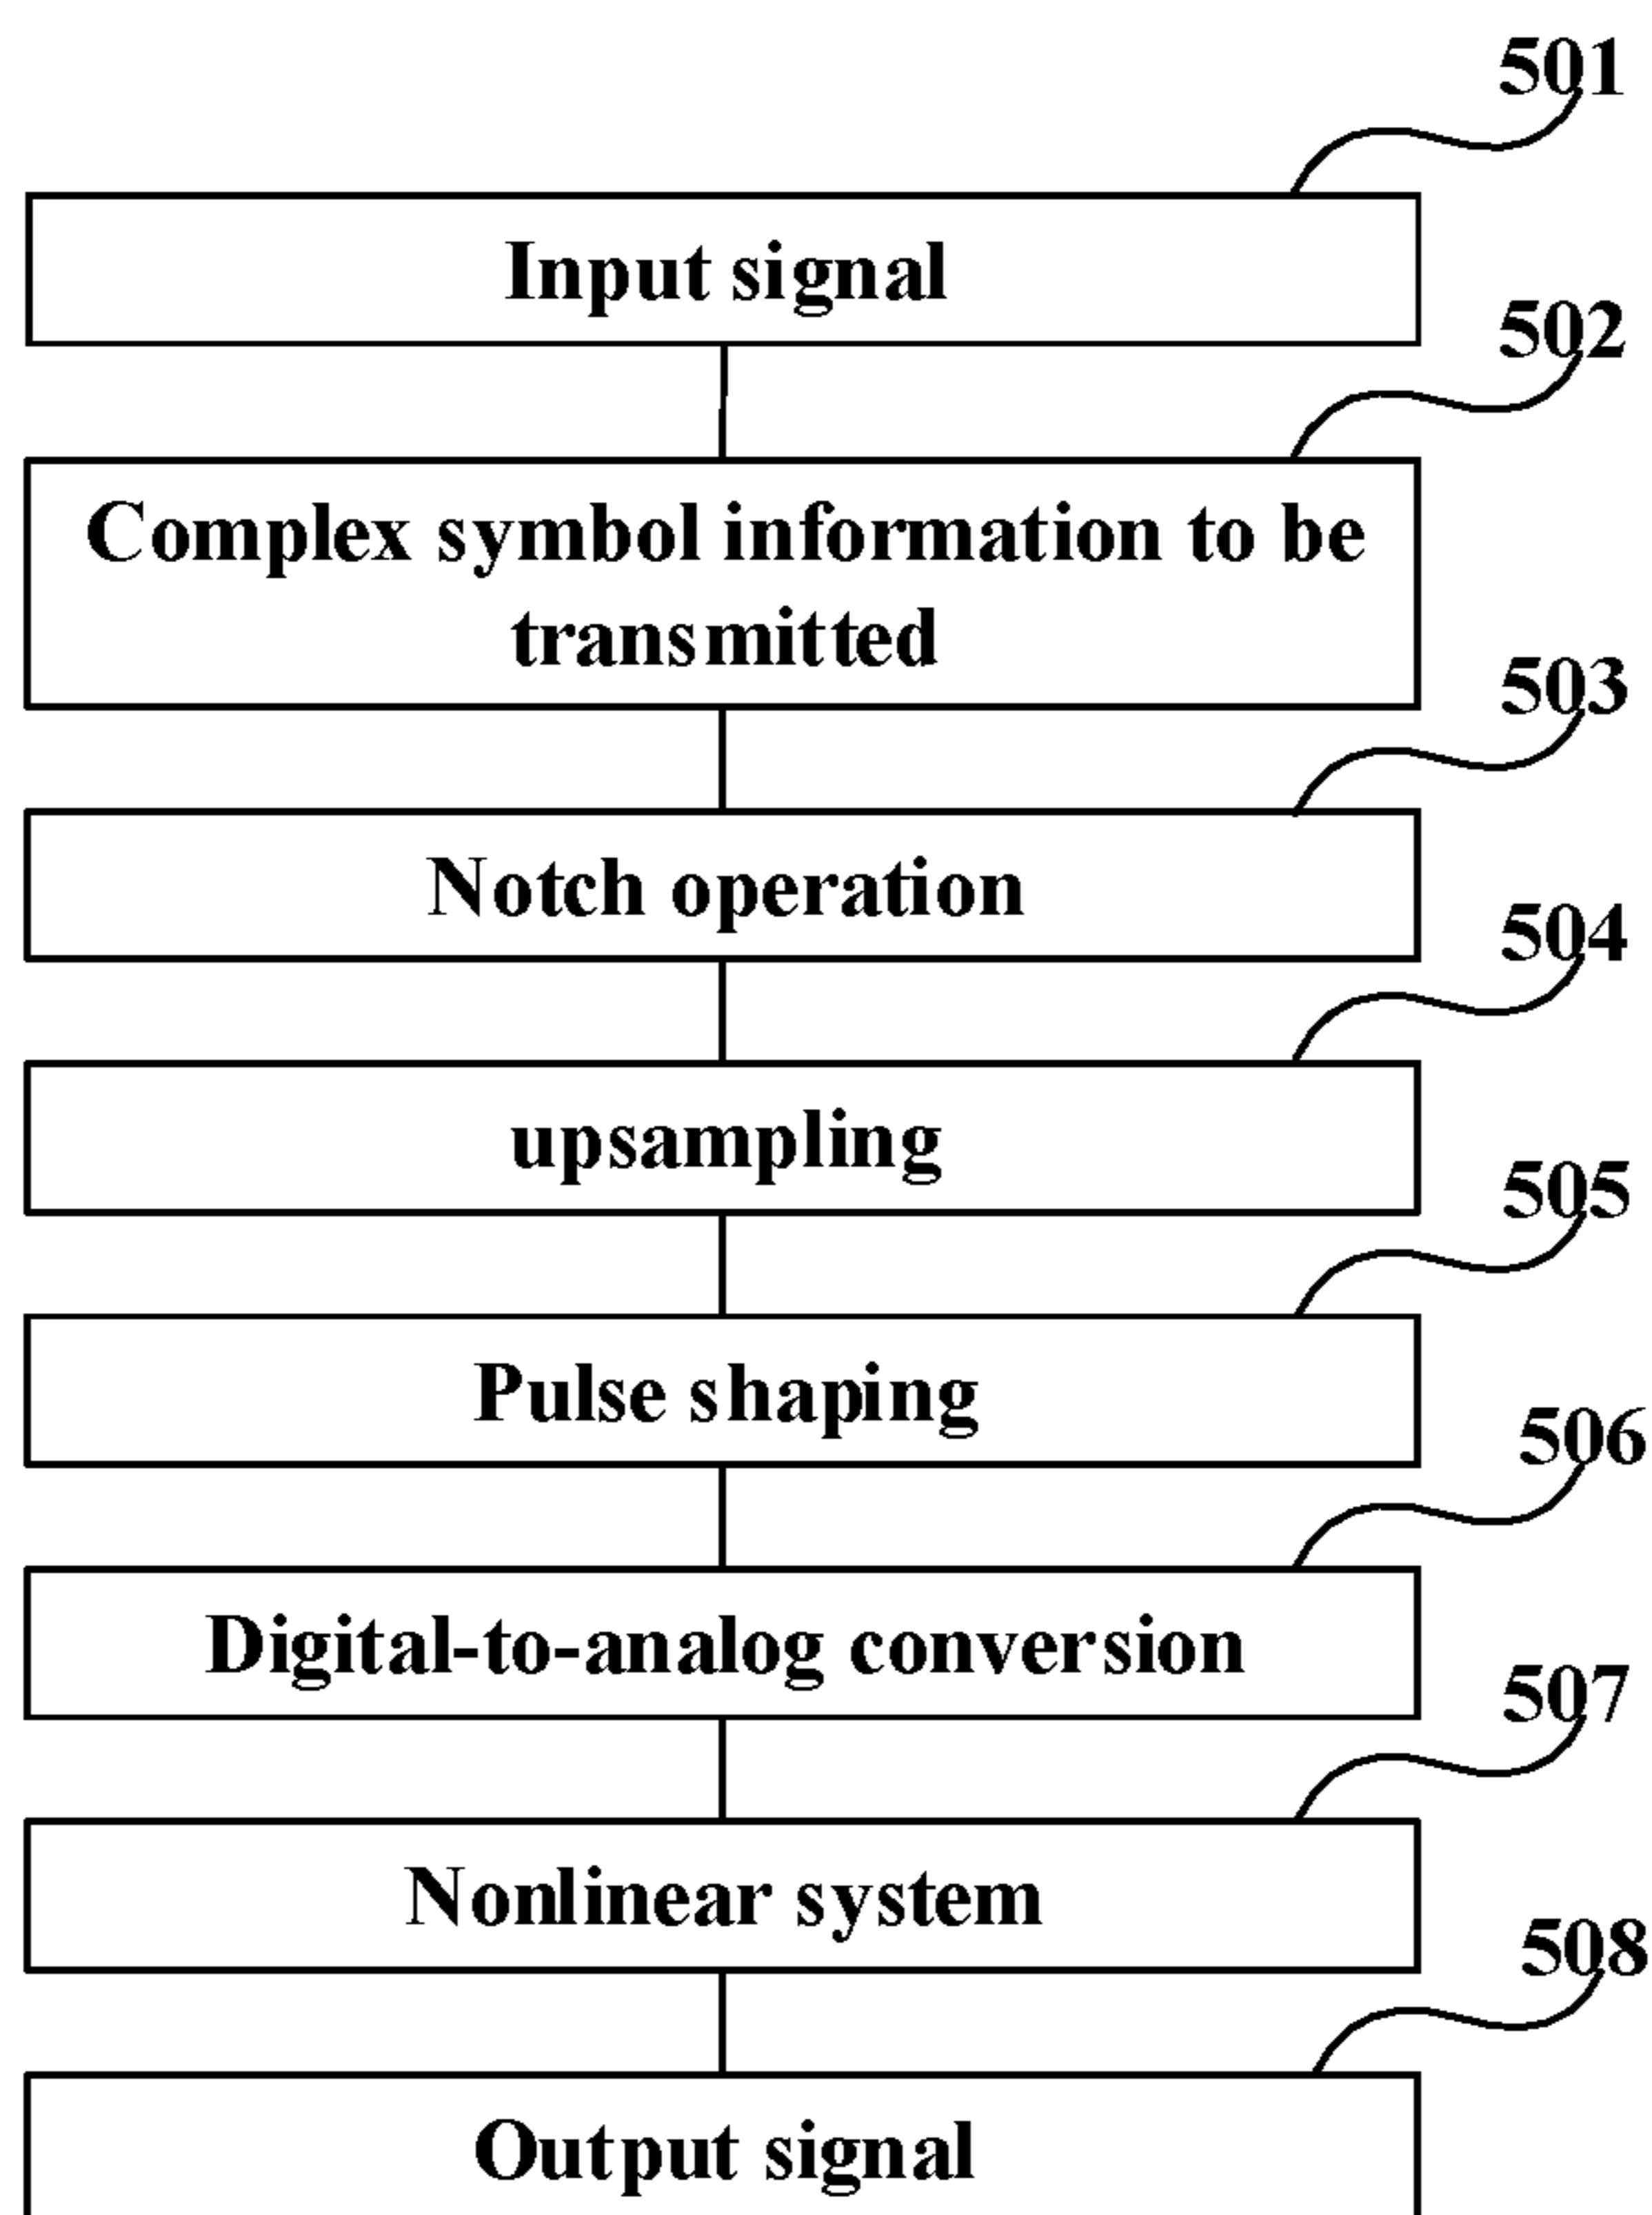 501
Input signal
502
Complex symbol information to be
transmitted
503
Notch operation
504
upsampling
505
Pulse shaping
506
Digital-to-analog conversion
507
Nonlinear system
508
Output signal